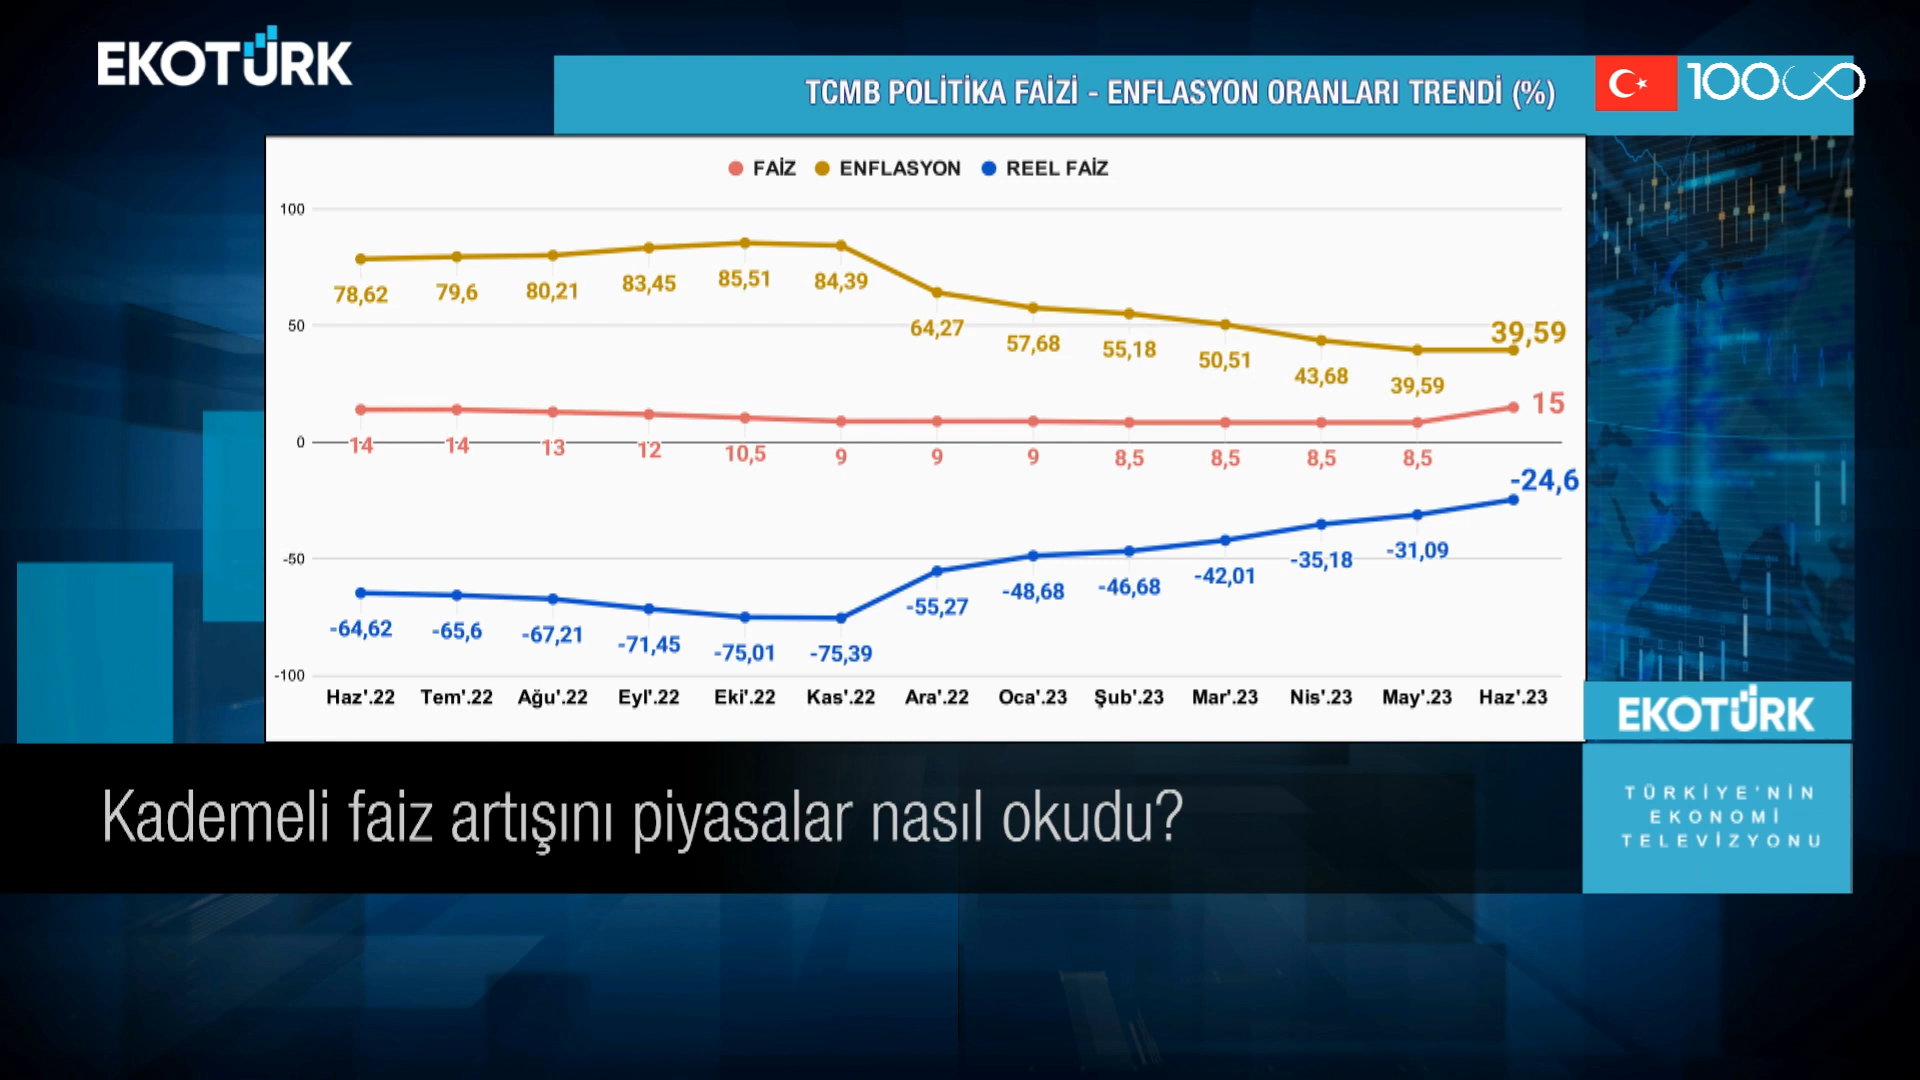 EKOTÜRK
TCMB POLİTİKA FAİZİ - ENFLASYON ORANLARI TRENDİ (%)
100
FAİZ ENFLASYON REEL FAİZ
100
50
0
-50
-100
78,62 79,6 80,21 83,45 85,51 84,39 64,27 57,68 55,18 50,51 43,68 39,59 39,59
14 14 13 12 10,5 9 9 9 8,5 8,5 8,5 8,5 15
-64,62 -65,6 -67,21 -71,45 -75,01 -75,39 -55,27 -48,68 -46,68 -42,01 -35,18 -31,09 -24,6
Haz'.22 Tem'.22 Ağu'.22 Eyl'.22 Eki'.22 Kas'.22 Ara'.22 Oca'.23 Şub'.23 Mar'.23 Nis'.23 May'.23 Haz'.23
EKOTÜRK
Kademeli faiz artışını piyasalar nasıl okudu?
TÜRKİYE'NİN
EKONOMİ
TELEVİZYONU